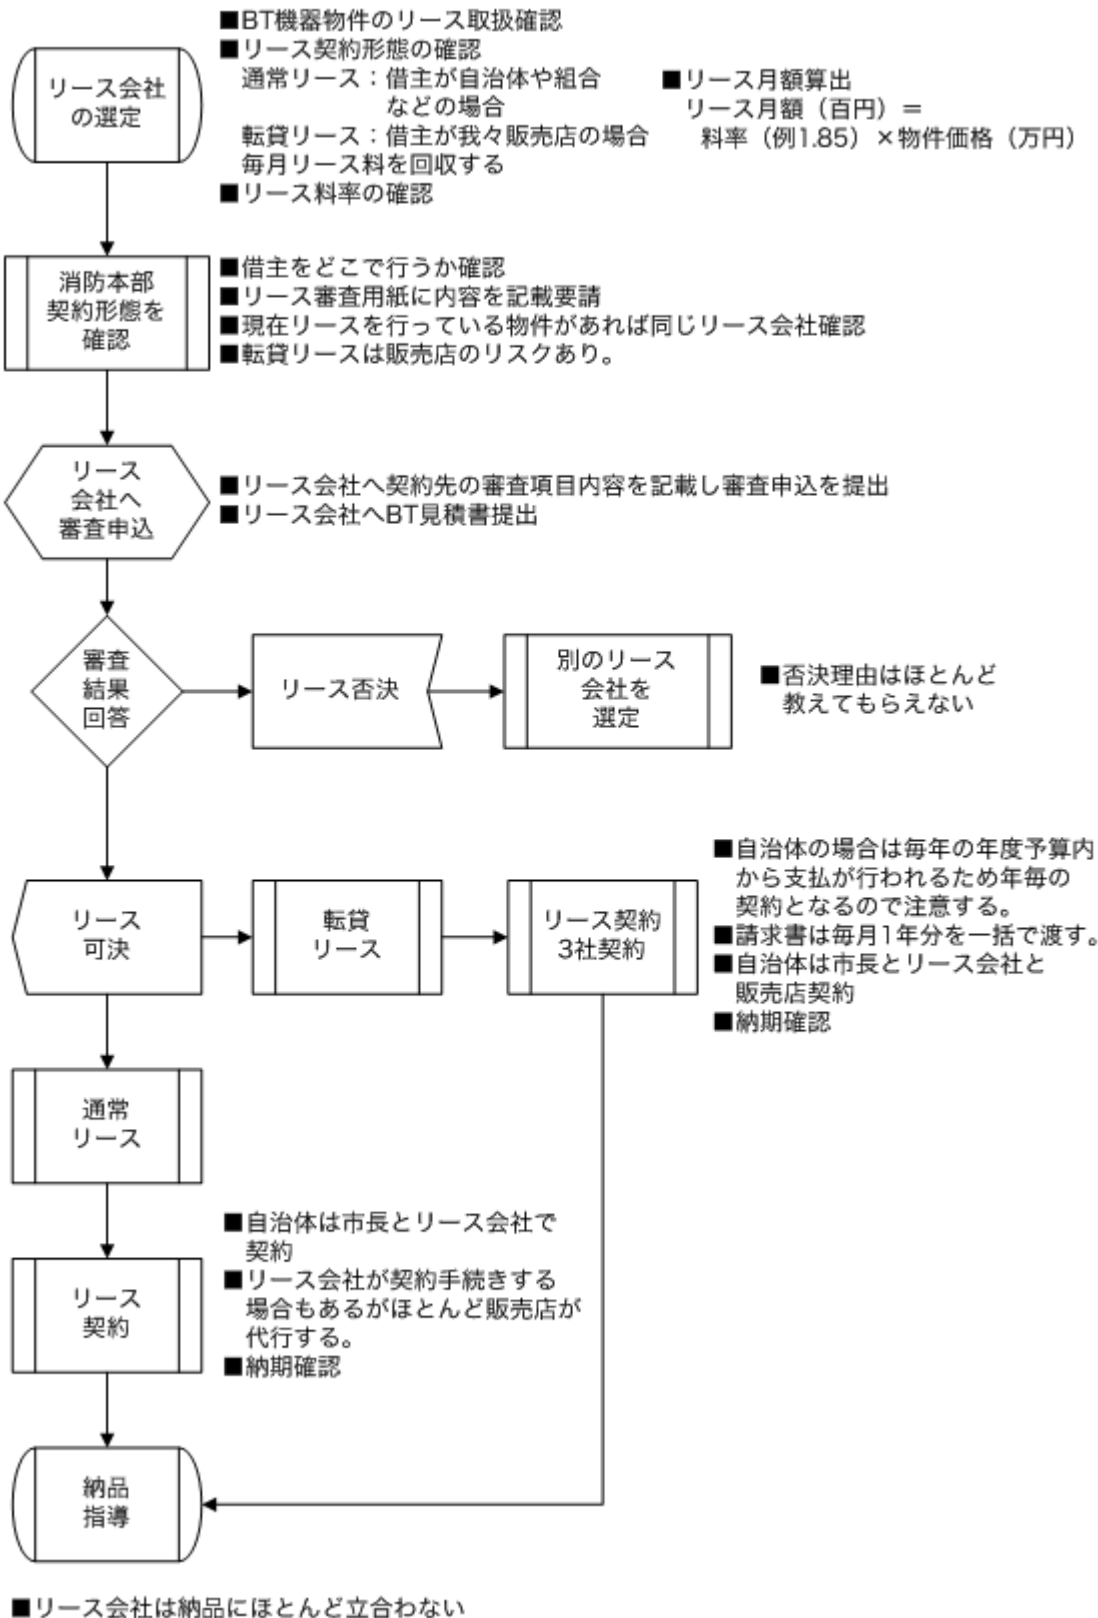 ■BT機器物件のリース取扱確認
■リース契約形態の確認
通常リース：借主が自治体や組合
などの場合
転貸リース：借主が我々販売店の場合
毎月リース料を回収する
■リース料率の確認
■リース月額算出
リース月額（百円）＝
料率（例1.85）×物件価格（万円）
リース会社
の選定
消防本部
契約形態を
確認
■借主をどこで行うか確認
■リース審査用紙に内容を記載要請
■現在リースを行っている物件があれば同じリース会社確認
■転貸リースは販売店のリスクあり。
リース
会社へ
審査申込
■リース会社へ契約先の審査項目内容を記載し審査申込を提出
■リース会社へBT見積書提出
審査
結果
回答
リース否決
別のリース
会社を
選定
■否決理由はほとんど
教えてもらえない
リース
可決
転貸
リース
リース契約
3社契約
■自治体の場合は毎年の年度予算内
から支払が行われるため年毎の
契約となるので注意する。
■請求書は毎月1年分を一括で渡す。
■自治体は市長とリース会社と
販売店契約
■納期確認
通常
リース
リース
契約
■自治体は市長とリース会社で
契約
■リース会社が契約手続きする
場合もあるがほとんど販売店が
代行する。
■納期確認
納品
指導
■リース会社は納品にほとんど立合わない